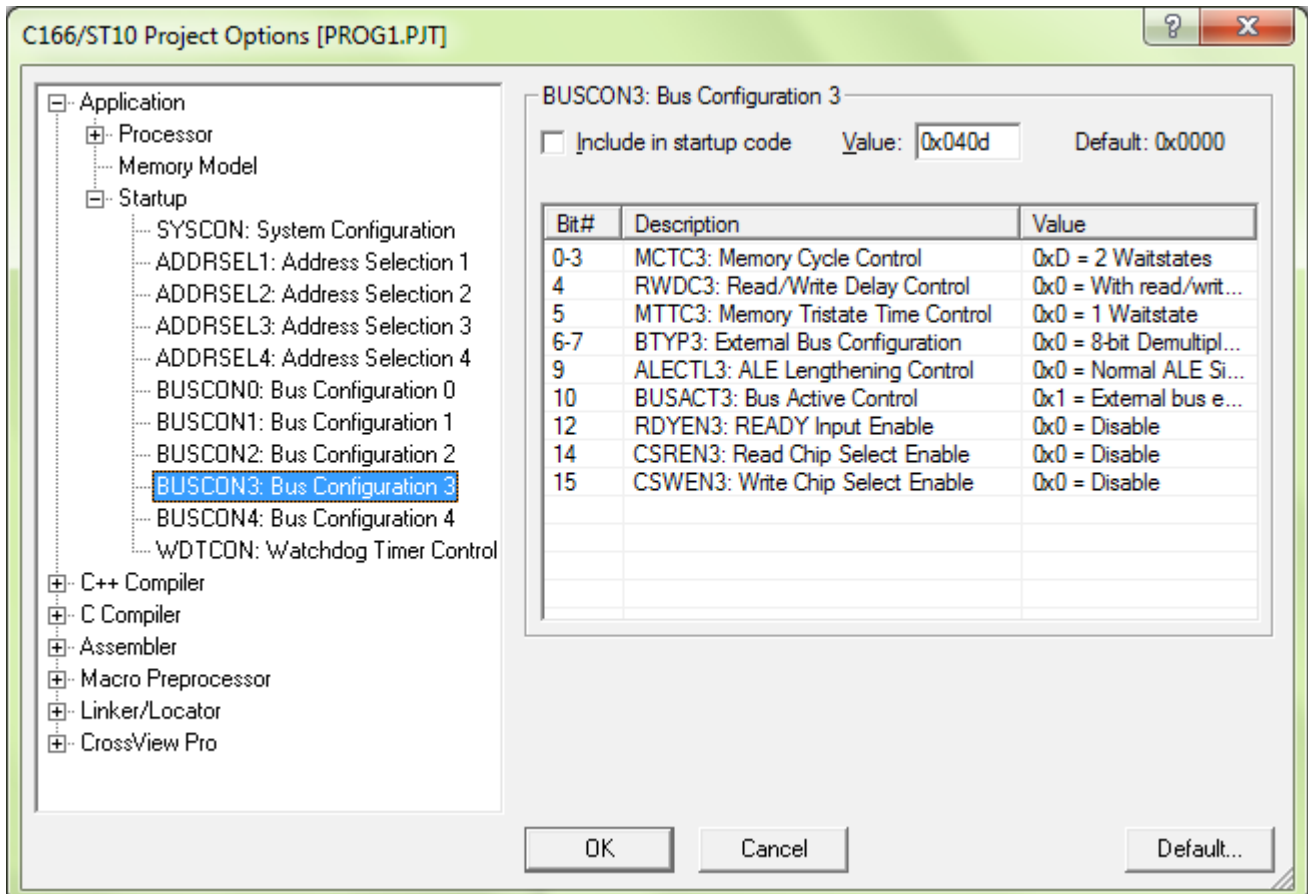 C166/ST10 Project Options [PROG1.PJT]
Application
Processor
Memory Model
Startup
SYSCON: System Configuration
ADDRSEL1: Address Selection 1
ADDRSEL2: Address Selection 2
ADDRSEL3: Address Selection 3
ADDRSEL4: Address Selection 4
BUSCON0: Bus Configuration 0
BUSCON1: Bus Configuration 1
BUSCON2: Bus Configuration 2
BUSCON3: Bus Configuration 3
BUSCON4: Bus Configuration 4
WDTCON: Watchdog Timer Control
C++ Compiler
C Compiler
Assembler
Macro Preprocessor
Linker/Locator
CrossView Pro
BUSCON3: Bus Configuration 3
Include in startup code Value: 0x040d Default: 0x0000
Bit# Description Value
0-3 MCTC3: Memory Cycle Control 0xD = 2 Waitstates
4 RWDC3: Read/Write Delay Control 0x0 = With read/writ...
5 MTTC3: Memory Tristate Time Control 0x0 = 1 Waitstate
6-7 BTYP3: External Bus Configuration 0x0 = 8-bit Demultipl...
9 ALECTL3: ALE Lengthening Control 0x0 = Normal ALE Si...
10 BUSACT3: Bus Active Control 0x1 = External bus e...
12 RDYEN3: READY Input Enable 0x0 = Disable
14 CSREN3: Read Chip Select Enable 0x0 = Disable
15 CSWEN3: Write Chip Select Enable 0x0 = Disable
OK Cancel Default...